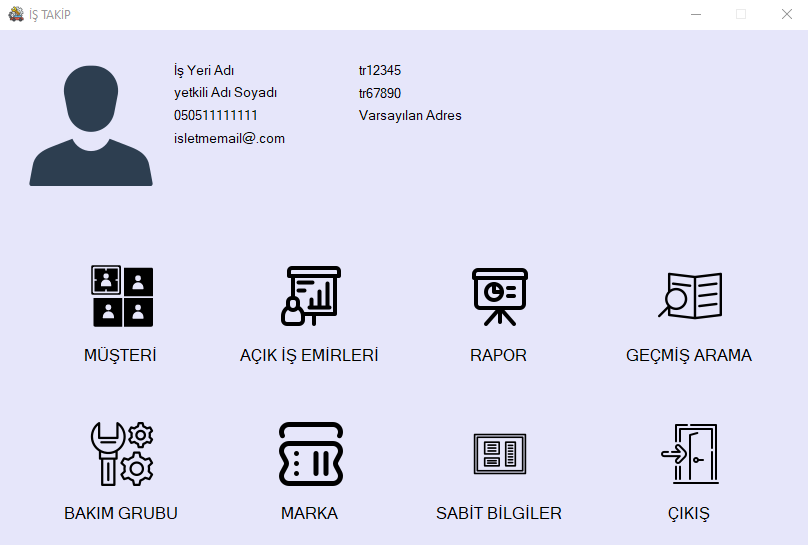 İŞ TAKİP
İş Yeri Adı
tr12345
yetkili Adı Soyadı
tr67890
050511111111
Varsayılan Adres
isletmemail@.com
MÜŞTERİ
AÇIK İŞ EMİRLERİ
RAPOR
GEÇMİŞ ARAMA
BAKIM GRUBU
MARKA
SABİT BİLGİLER
ÇIKIŞ